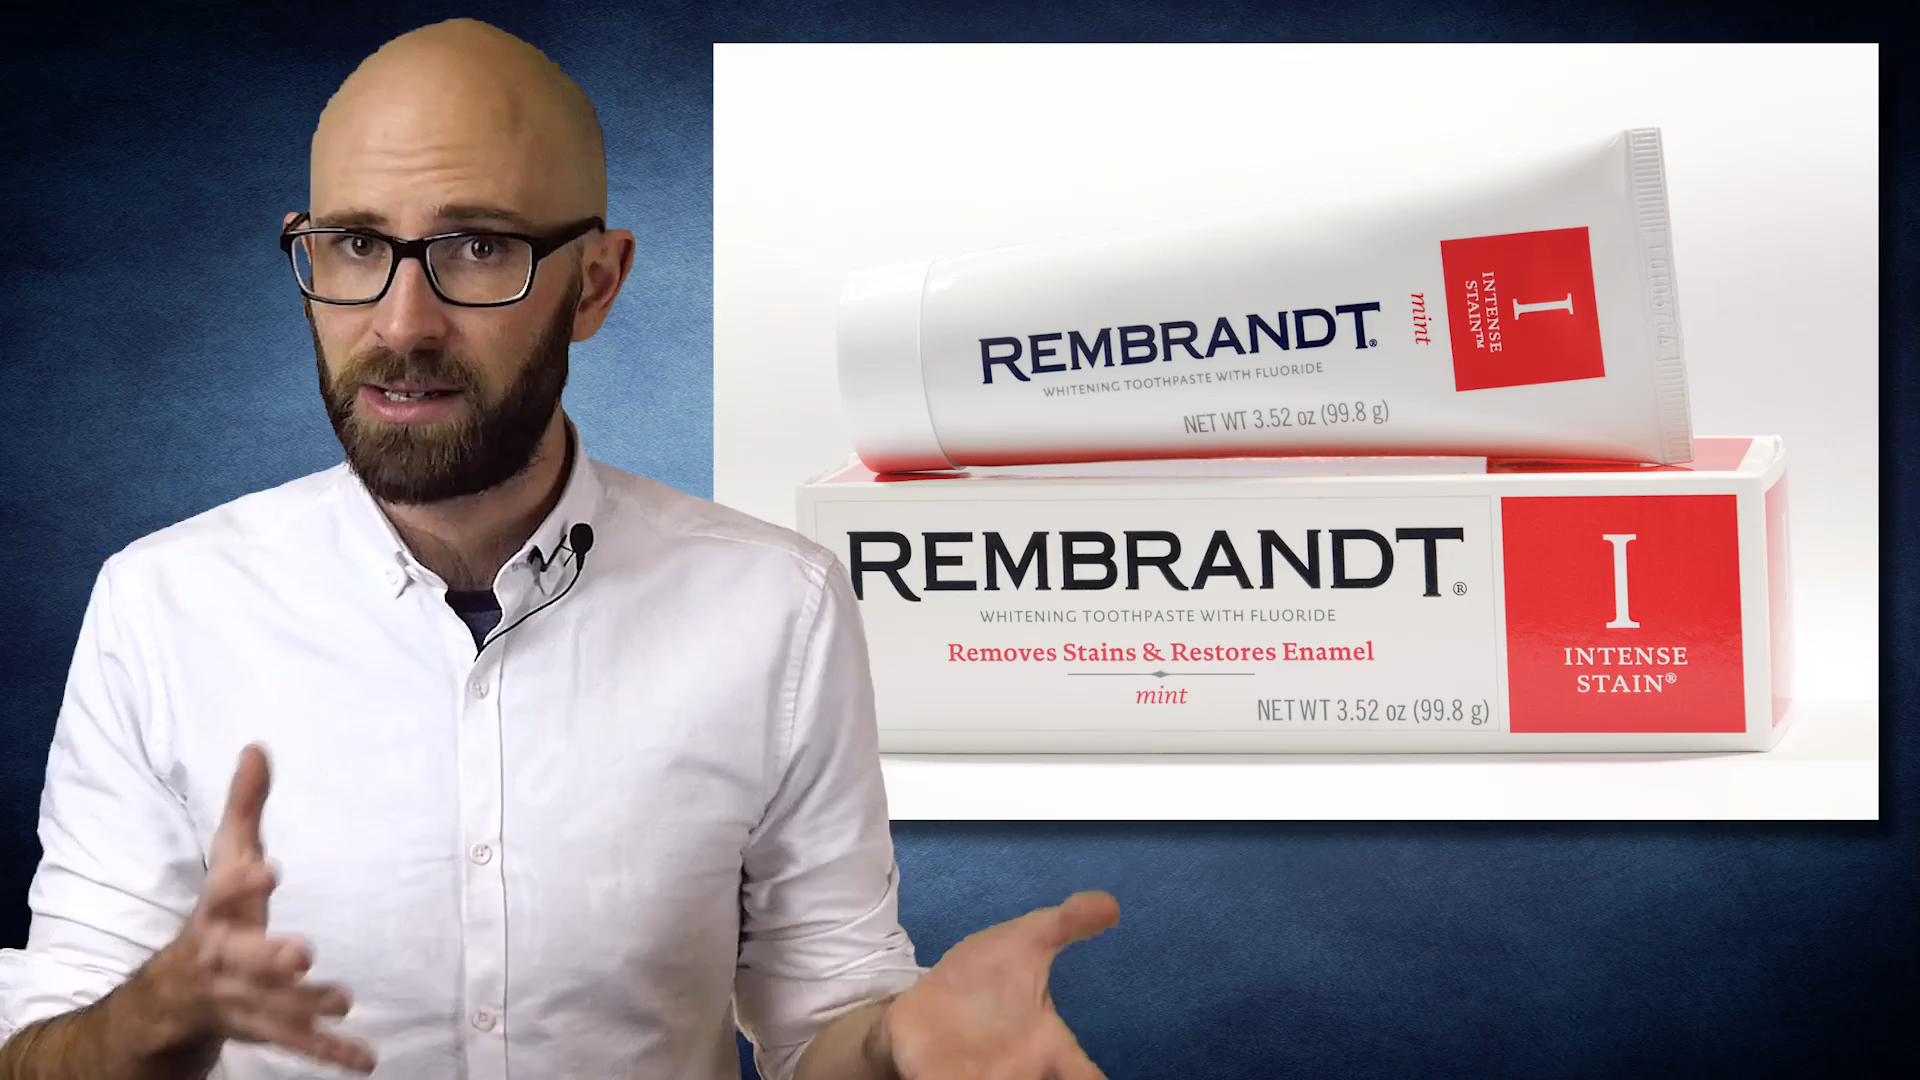 REMBRANDT®
WHITENING TOOTHPASTE WITH FLUORIDE
NET WT 3.52 oz (99.8 g)
mint
I
INTENSE
STAIN™
REMBRANDT®
WHITENING TOOTHPASTE WITH FLUORIDE
Removes Stains & Restores Enamel
mint
NET WT 3.52 oz (99.8 g)
I
INTENSE
STAIN®